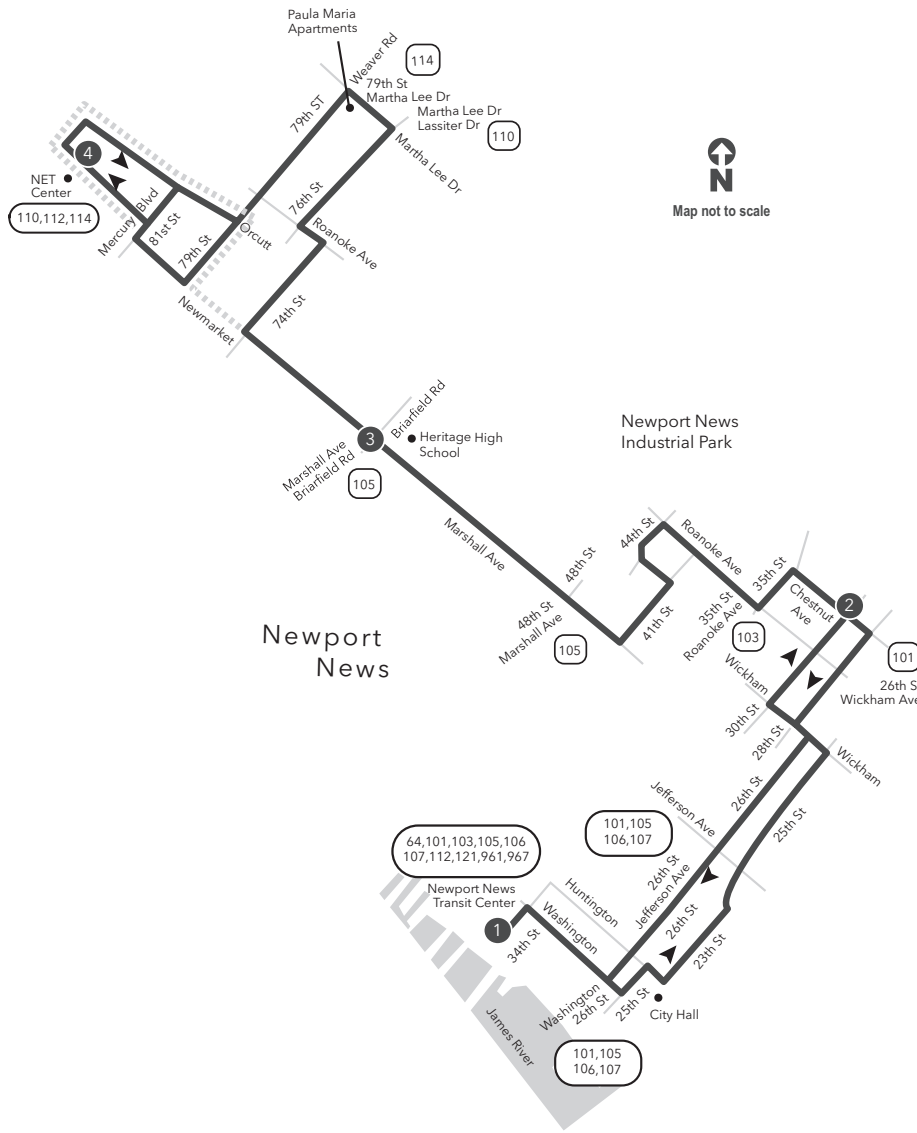 Paula Maria
Apartments
Weaver Rd
114
79th St
Martha Lee Dr
79th ST
Martha Lee Dr
Lassiter Dr
110
Martha Lee Dr
4
NET
Center
110,112,114
Mercury Blvd
81st St
79th St
Orcutt
76th St
Roanoke Ave
N
Map not to scale
Newmarket
74th St
3
Briarfield Rd
Heritage High
School
Marshall Ave
Briarfield Rd
105
Newport News
Industrial Park
Marshall Ave
48th St
48th St
Marshall Ave
105
44th St
41th St
Roanoke Ave
35th St
Chestnut
Ave
2
35th St
Roanoke Ave
103
101
26th S
Wickham Ave
Wickham
30th St
28th St
Wickham
Newport
News
26th St
25th St
Jefferson Ave
101,105
106,107
64,101,103,105,106
107,112,121,961,967
Newport News
Transit Center
1
34th St
Huntington
Washington
26th St
Jefferson Ave
26th St
23th St
Washington
26th St
25th St
City Hall
James River
101,105
106,107